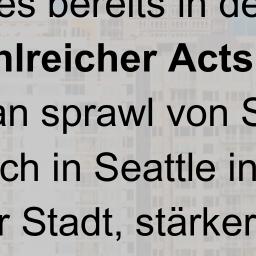 es bereits in de
hlreicher Acts
an sprawl von S
ch in Seattle in
r Stadt, stärker